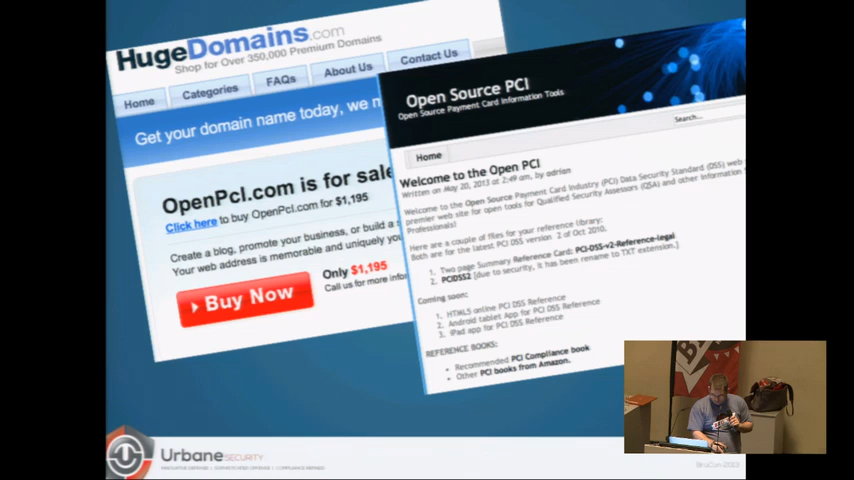 HugeDomains.com
Shop for Over 350,000 Premium Domains
Home Categories FAQs About Us Contact Us
Get your domain name today, we
OpenPcI.com is for sale
Click here to buy OpenPcI.com for $1,195
Create a blog, promote your business, or build a
Your web address is memorable and uniquely you
Only $1,195
Call us for more infor
Buy Now
Open Source PCI
Open Source Payment Card Information Tools
Search...
Home
Welcome to the Open PCI
Written on May 20, 2013 at 2:49 am, by adrian
Welcome to the Open Source Payment Card Industry (PCI) Data Security Standard (DSS) web
premier web site for open tools for Qualified Security Assessors (QSA) and other Information
Professionals!
Here are a couple of files for your reference library:
Both are for the latest PCI DSS version 2 of Oct 2010.
1. Two page Summary Reference Card: PCI-DSS-v2-Reference-legal
2. PCIDSS2 [due to security, it has been rename to TXT extension.]
Coming soon:
1. HTML5 online PCI DSS Reference
2. Android tablet App for PCI DSS Reference
3. iPad app for PCI DSS Reference
REFERENCE BOOKS:
• Recommended PCI Compliance book
• Other PCI books from Amazon.
Urbane SECURITY
BruCon 2013